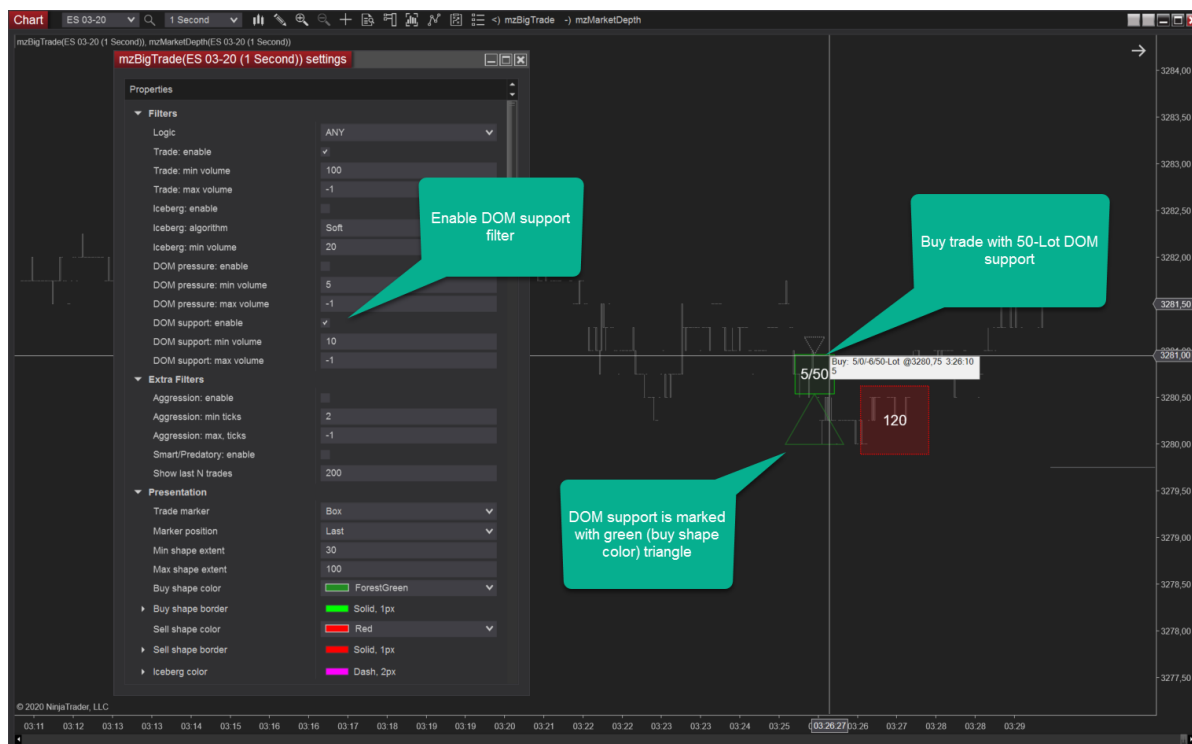 Chart ES 03-20 1 Second <) mzBigTrade -) mzMarketDepth
mzBigTrade(ES 03-20 (1 Second)), mzMarketDepth(ES 03-20 (1 Second))
mzBigTrade(ES 03-20 (1 Second)) settings
Properties
Filters
Logic ANY
Trade: enable
Trade: min volume 100
Trade: max volume -1
Iceberg: enable
Iceberg: algorithm Soft
Iceberg: min volume 20
DOM pressure: enable
DOM pressure: min volume 5
DOM pressure: max volume -1
DOM support: enable
DOM support: min volume 10
DOM support: max volume -1
Extra Filters
Aggression: enable
Aggression: min ticks 2
Aggression: max, ticks -1
Smart/Predatory: enable
Show last N trades 200
Presentation
Trade marker Box
Marker position Last
Min shape extent 30
Max shape extent 100
Buy shape color ForestGreen
Buy shape border Solid, 1px
Sell shape color Red
Sell shape border Solid, 1px
Iceberg color Dash, 2px
Enable DOM support
filter
Buy trade with 50-Lot DOM
support
5/50
Buy: 5/0/-6/50-Lot @3280,75 3:26:10
5
120
DOM support is marked
with green (buy shape
color) triangle
3284,00
3283,50
3283,00
3282,50
3282,00
3281,50
3281,00
3280,50
3280,00
3279,50
3279,00
3278,50
3278,00
3277,50
© 2020 NinjaTrader, LLC
03:11 03:12 03:13 03:13 03:14 03:15 03:16 03:16 03:17 03:18 03:19 03:19 03:20 03:21 03:22 03:22 03:23 03:24 03:25 03:26:27 03:26 03:27 03:28 03:28 03:29